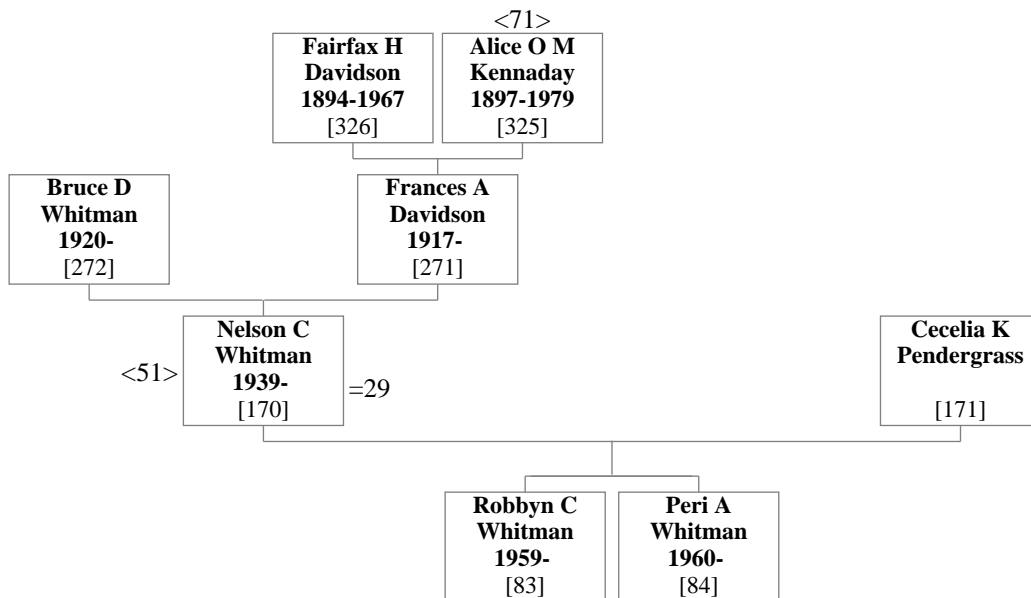 <71>
Fairfax H
Davidson
1894-1967
[326]
Alice O M
Kennaday
1897-1979
[325]
Bruce D
Whitman
1920-
[272]
Frances A
Davidson
1917-
[271]
<51>
Nelson C
Whitman
1939-
[170]
=29
Cecelia K
Pendergrass
[171]
Robbyn C
Whitman
1959-
[83]
Peri A
Whitman
1960-
[84]